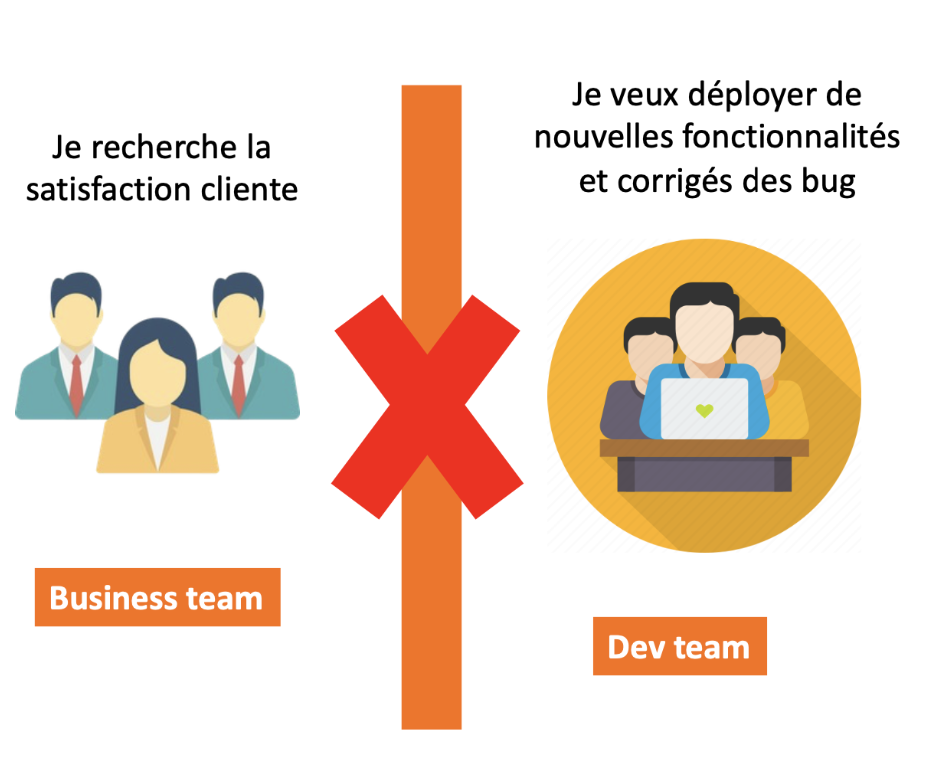 Je recherche la
satisfaction cliente
Business team
Je veux déployer de
nouvelles fonctionnalités
et corrigés des bug
Dev team